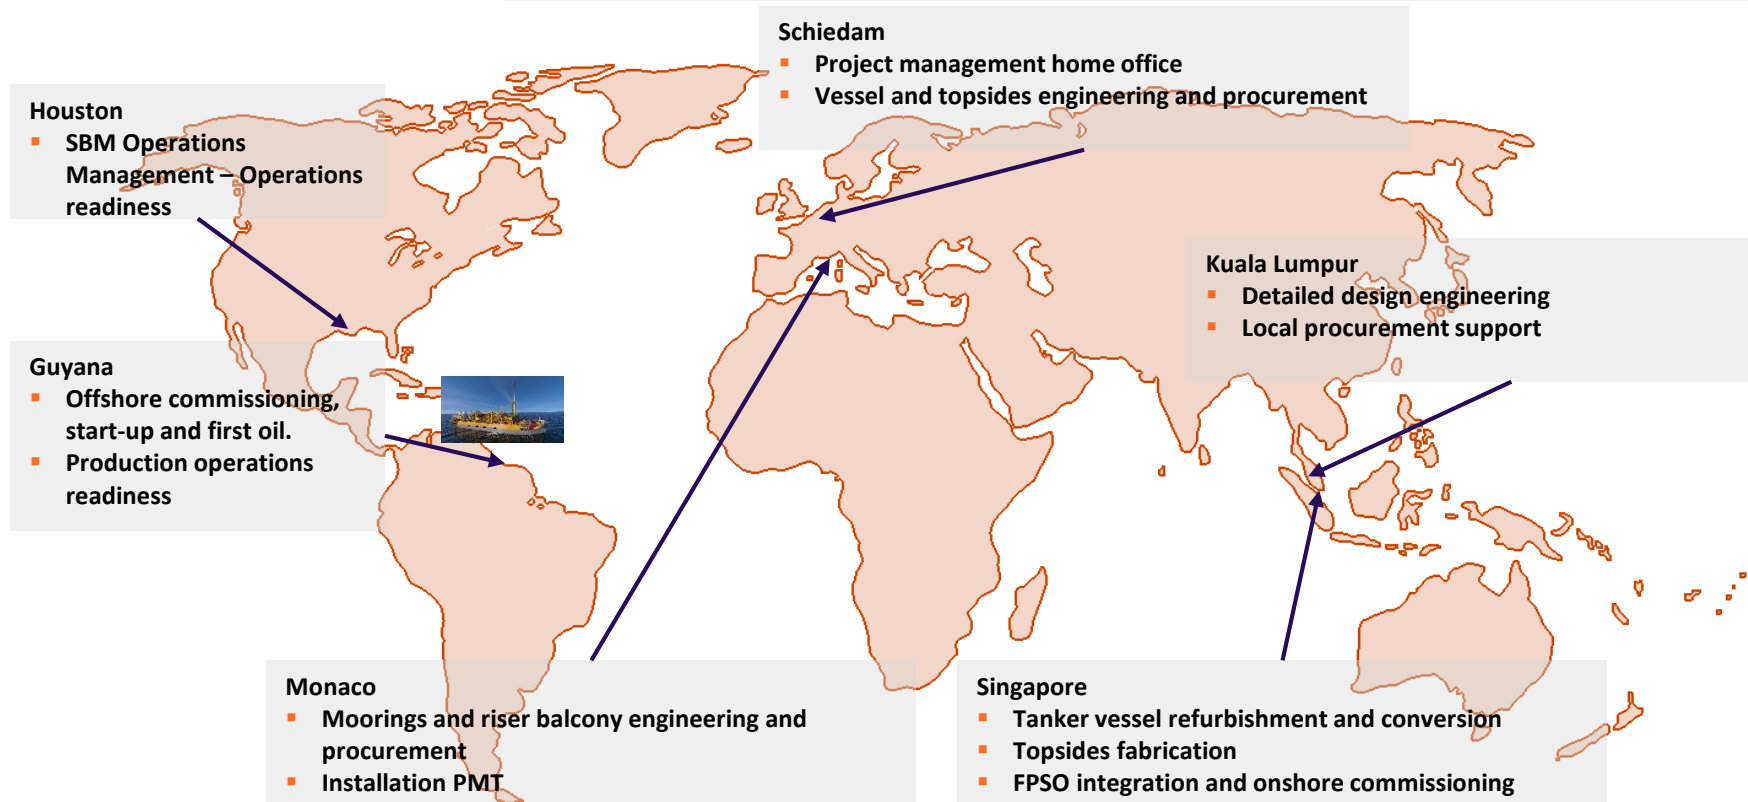 Schiedam
▪ Project management home office
▪ Vessel and topsides engineering and procurement
Houston
▪ SBM Operations
Management – Operations
readiness
Kuala Lumpur
▪ Detailed design engineering
▪ Local procurement support
Guyana
▪ Offshore commissioning,
start-up and first oil.
▪ Production operations
readiness
Monaco
▪ Moorings and riser balcony engineering and
procurement
▪ Installation PMT
Singapore
▪ Tanker vessel refurbishment and conversion
▪ Topsides fabrication
▪ FPSO integration and onshore commissioning